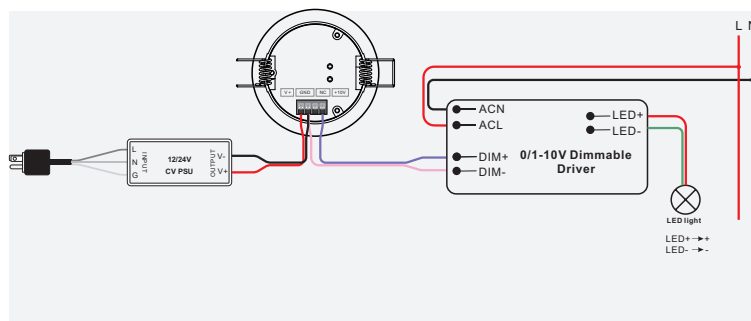 L N
V+ GND NC +10V
ACN
ACL
LED+
LED-
0/1-10V Dimmable
Driver
DIM+
DIM-
L
N
G
INPUT
12/24V
CV PSU
OUTPUT
V-
V+
LED light
LED+→+
LED-→-